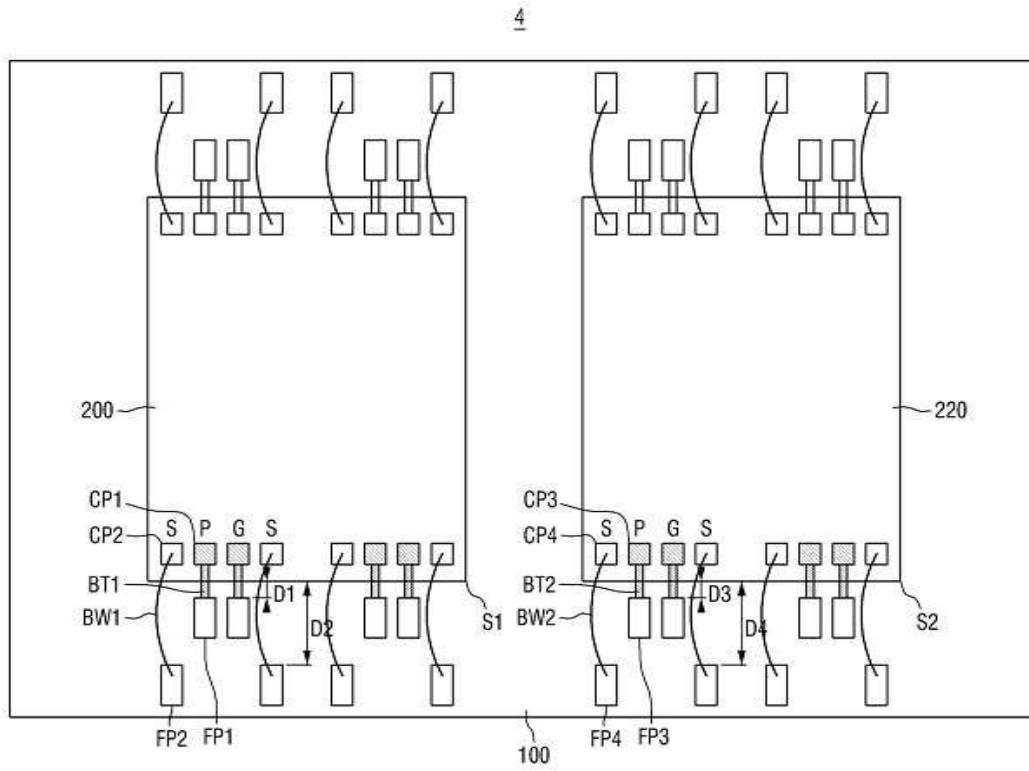 4
200
220
CP1
S P G S
CP3
S P G S
CP2
CP4
BT1
D1
BT2
D3
BW1
D2
S1
BW2
D4
S2
FP2
FP1
100
FP4
FP3